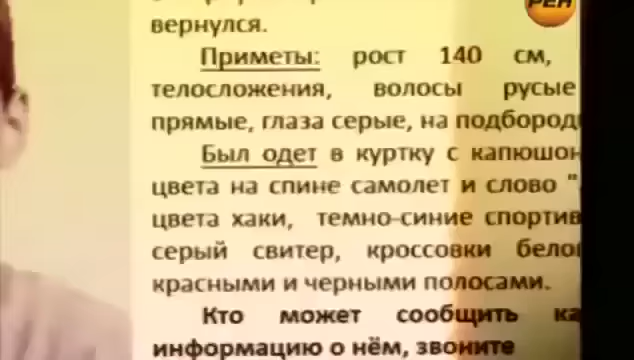 РЕН
вернулся.
Приметы: рост 140 см,
телосложения, волосы русые
прямые, глаза серые, на подбород
Был одет в куртку с капюшон
цвета на спине самолет и слово "
цвета хаки, темно-синие спортив
серый свитер, кроссовки бело
красными и черными полосами.
Кто может сообщить ка
информацию о нём, звоните